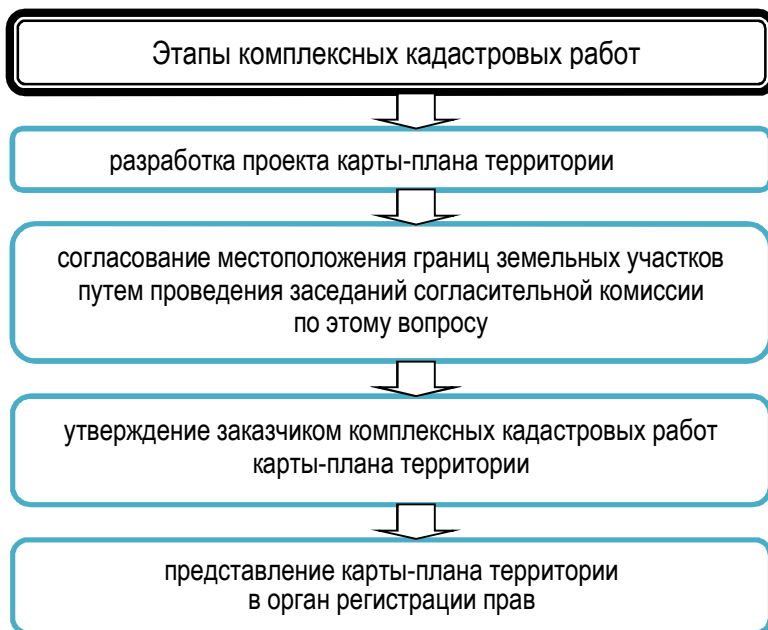 Этапы комплексных кадастровых работ
разработка проекта карты-плана территории
согласование местоположения границ земельных участков
путем проведения заседаний согласительной комиссии
по этому вопросу
утверждение заказчиком комплексных кадастровых работ
карты-плана территории
представление карты-плана территории
в орган регистрации прав